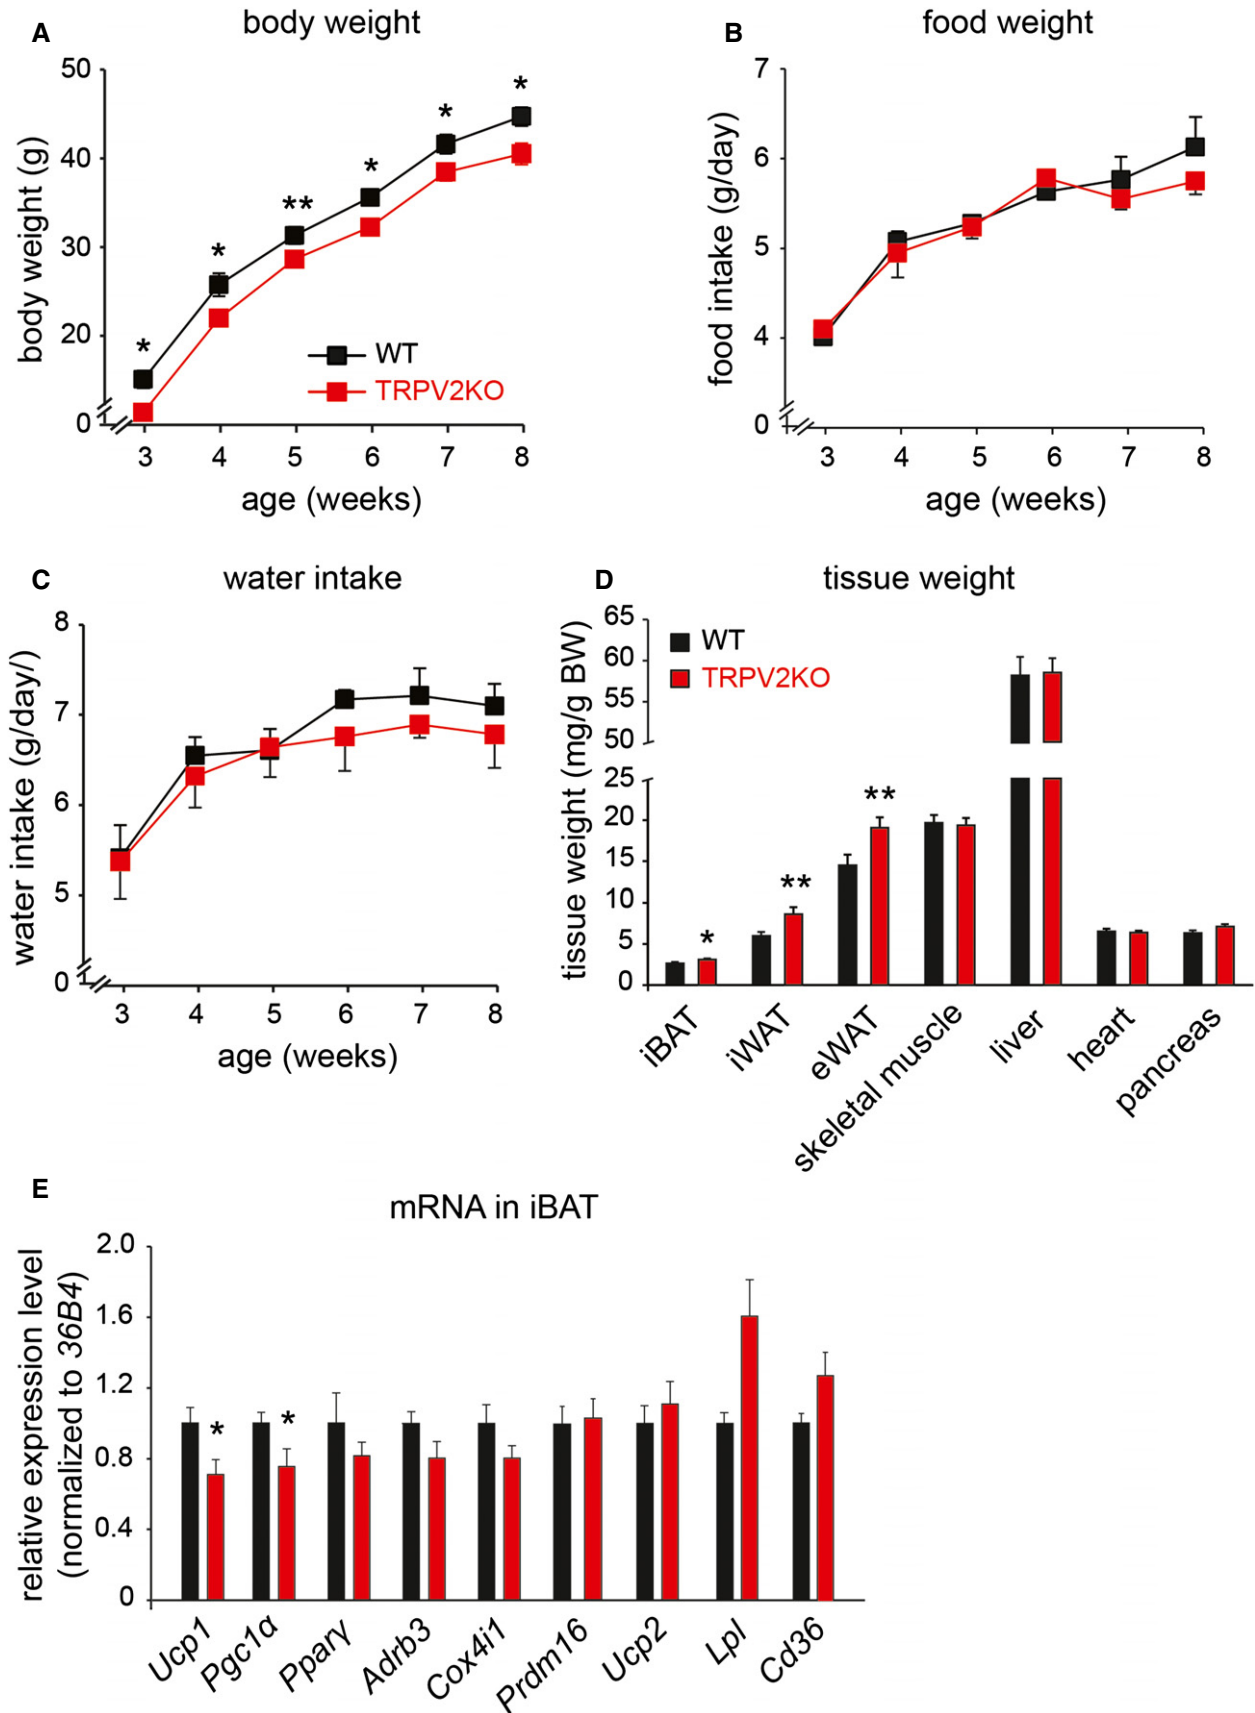 A
body weight
50
40
30
20
0
body weight (g)
*
*
**
*
*
*
WT
TRPV2KO
3 4 5 6 7 8
age (weeks)
B
food weight
7
6
5
4
0
food intake (g/day)
3 4 5 6 7 8
age (weeks)
C
water intake
8
7
6
5
0
water intake (g/day/)
3 4 5 6 7 8
age (weeks)
D
tissue weight
65
60
55
50
25
20
15
10
5
0
tissue weight (mg/g BW)
WT
TRPV2KO
*
**
**
iBAT
iWAT
eWAT
skeletal muscle
liver
heart
pancreas
E
mRNA in iBAT
2.0
1.6
1.2
0.8
0.4
0
relative expression level
(normalized to 36B4)
*
*
Ucp1
Pgc1α
Pparγ
Adrb3
Cox4i1
Prdm16
Ucp2
Lpl
Cd36